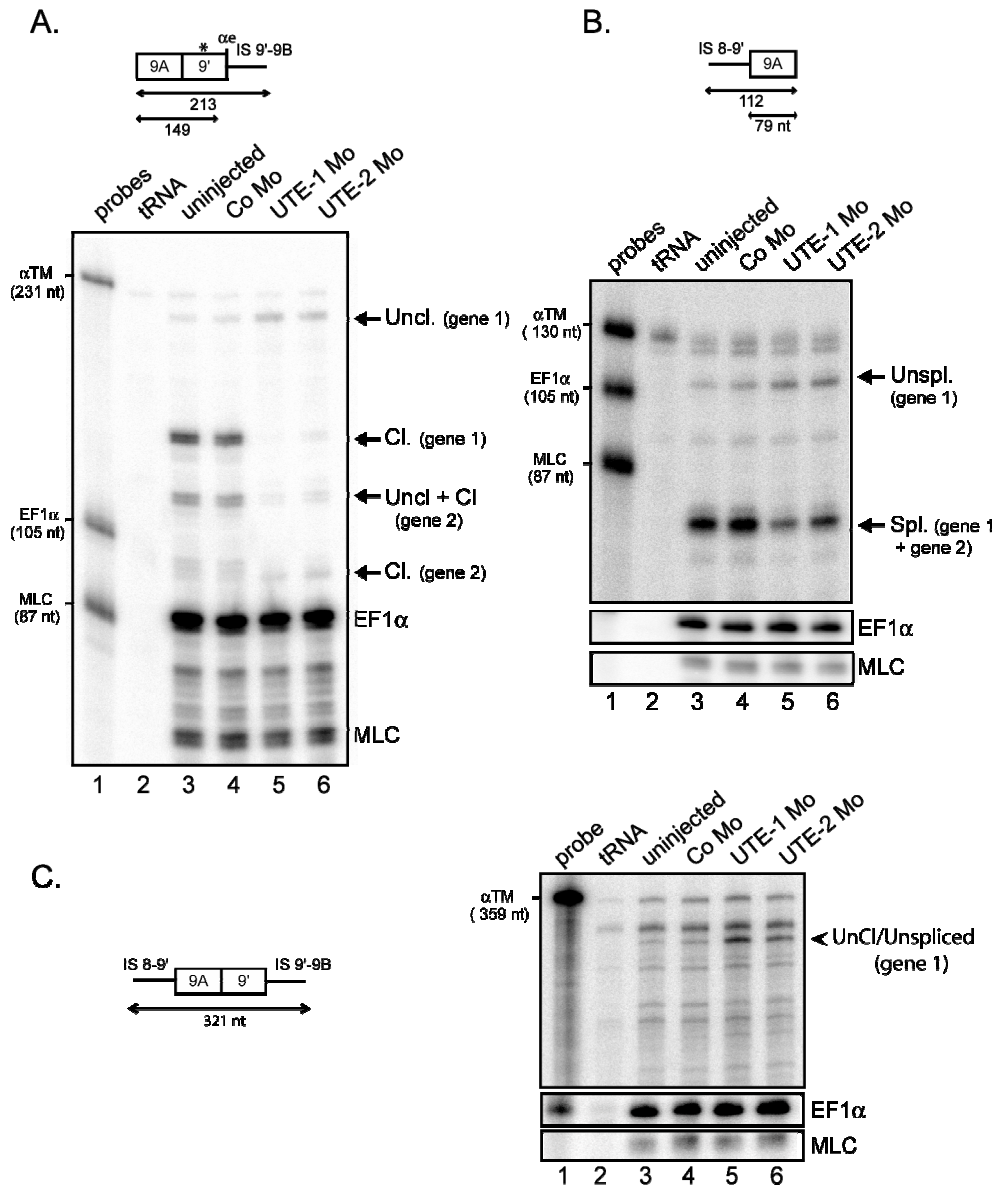 A.
*
αe
IS 9'-9B
9A
9'
213
149
probes
tRNA
uninjected
Co Mo
UTE-1 Mo
UTE-2 Mo
αTM
(231 nt)
EF1α
(105 nt)
MLC
(87 nt)
Uncl. (gene 1)
Cl. (gene 1)
Uncl + Cl
(gene 2)
Cl. (gene 2)
EF1α
MLC
1 2 3 4 5 6
B.
IS 8-9'
9A
112
79 nt
probes
tRNA
uninjected
Co Mo
UTE-1 Mo
UTE-2 Mo
αTM
( 130 nt)
EF1α
(105 nt)
MLC
(87 nt)
Unspl.
(gene 1)
Spl. (gene 1
+ gene 2)
EF1α
MLC
1 2 3 4 5 6
C.
IS 8-9'
IS 9'-9B
9A
9'
321 nt
probe
tRNA
uninjected
Co Mo
UTE-1 Mo
UTE-2 Mo
αTM
( 359 nt)
UnCl/Unspliced
(gene 1)
EF1α
MLC
1 2 3 4 5 6